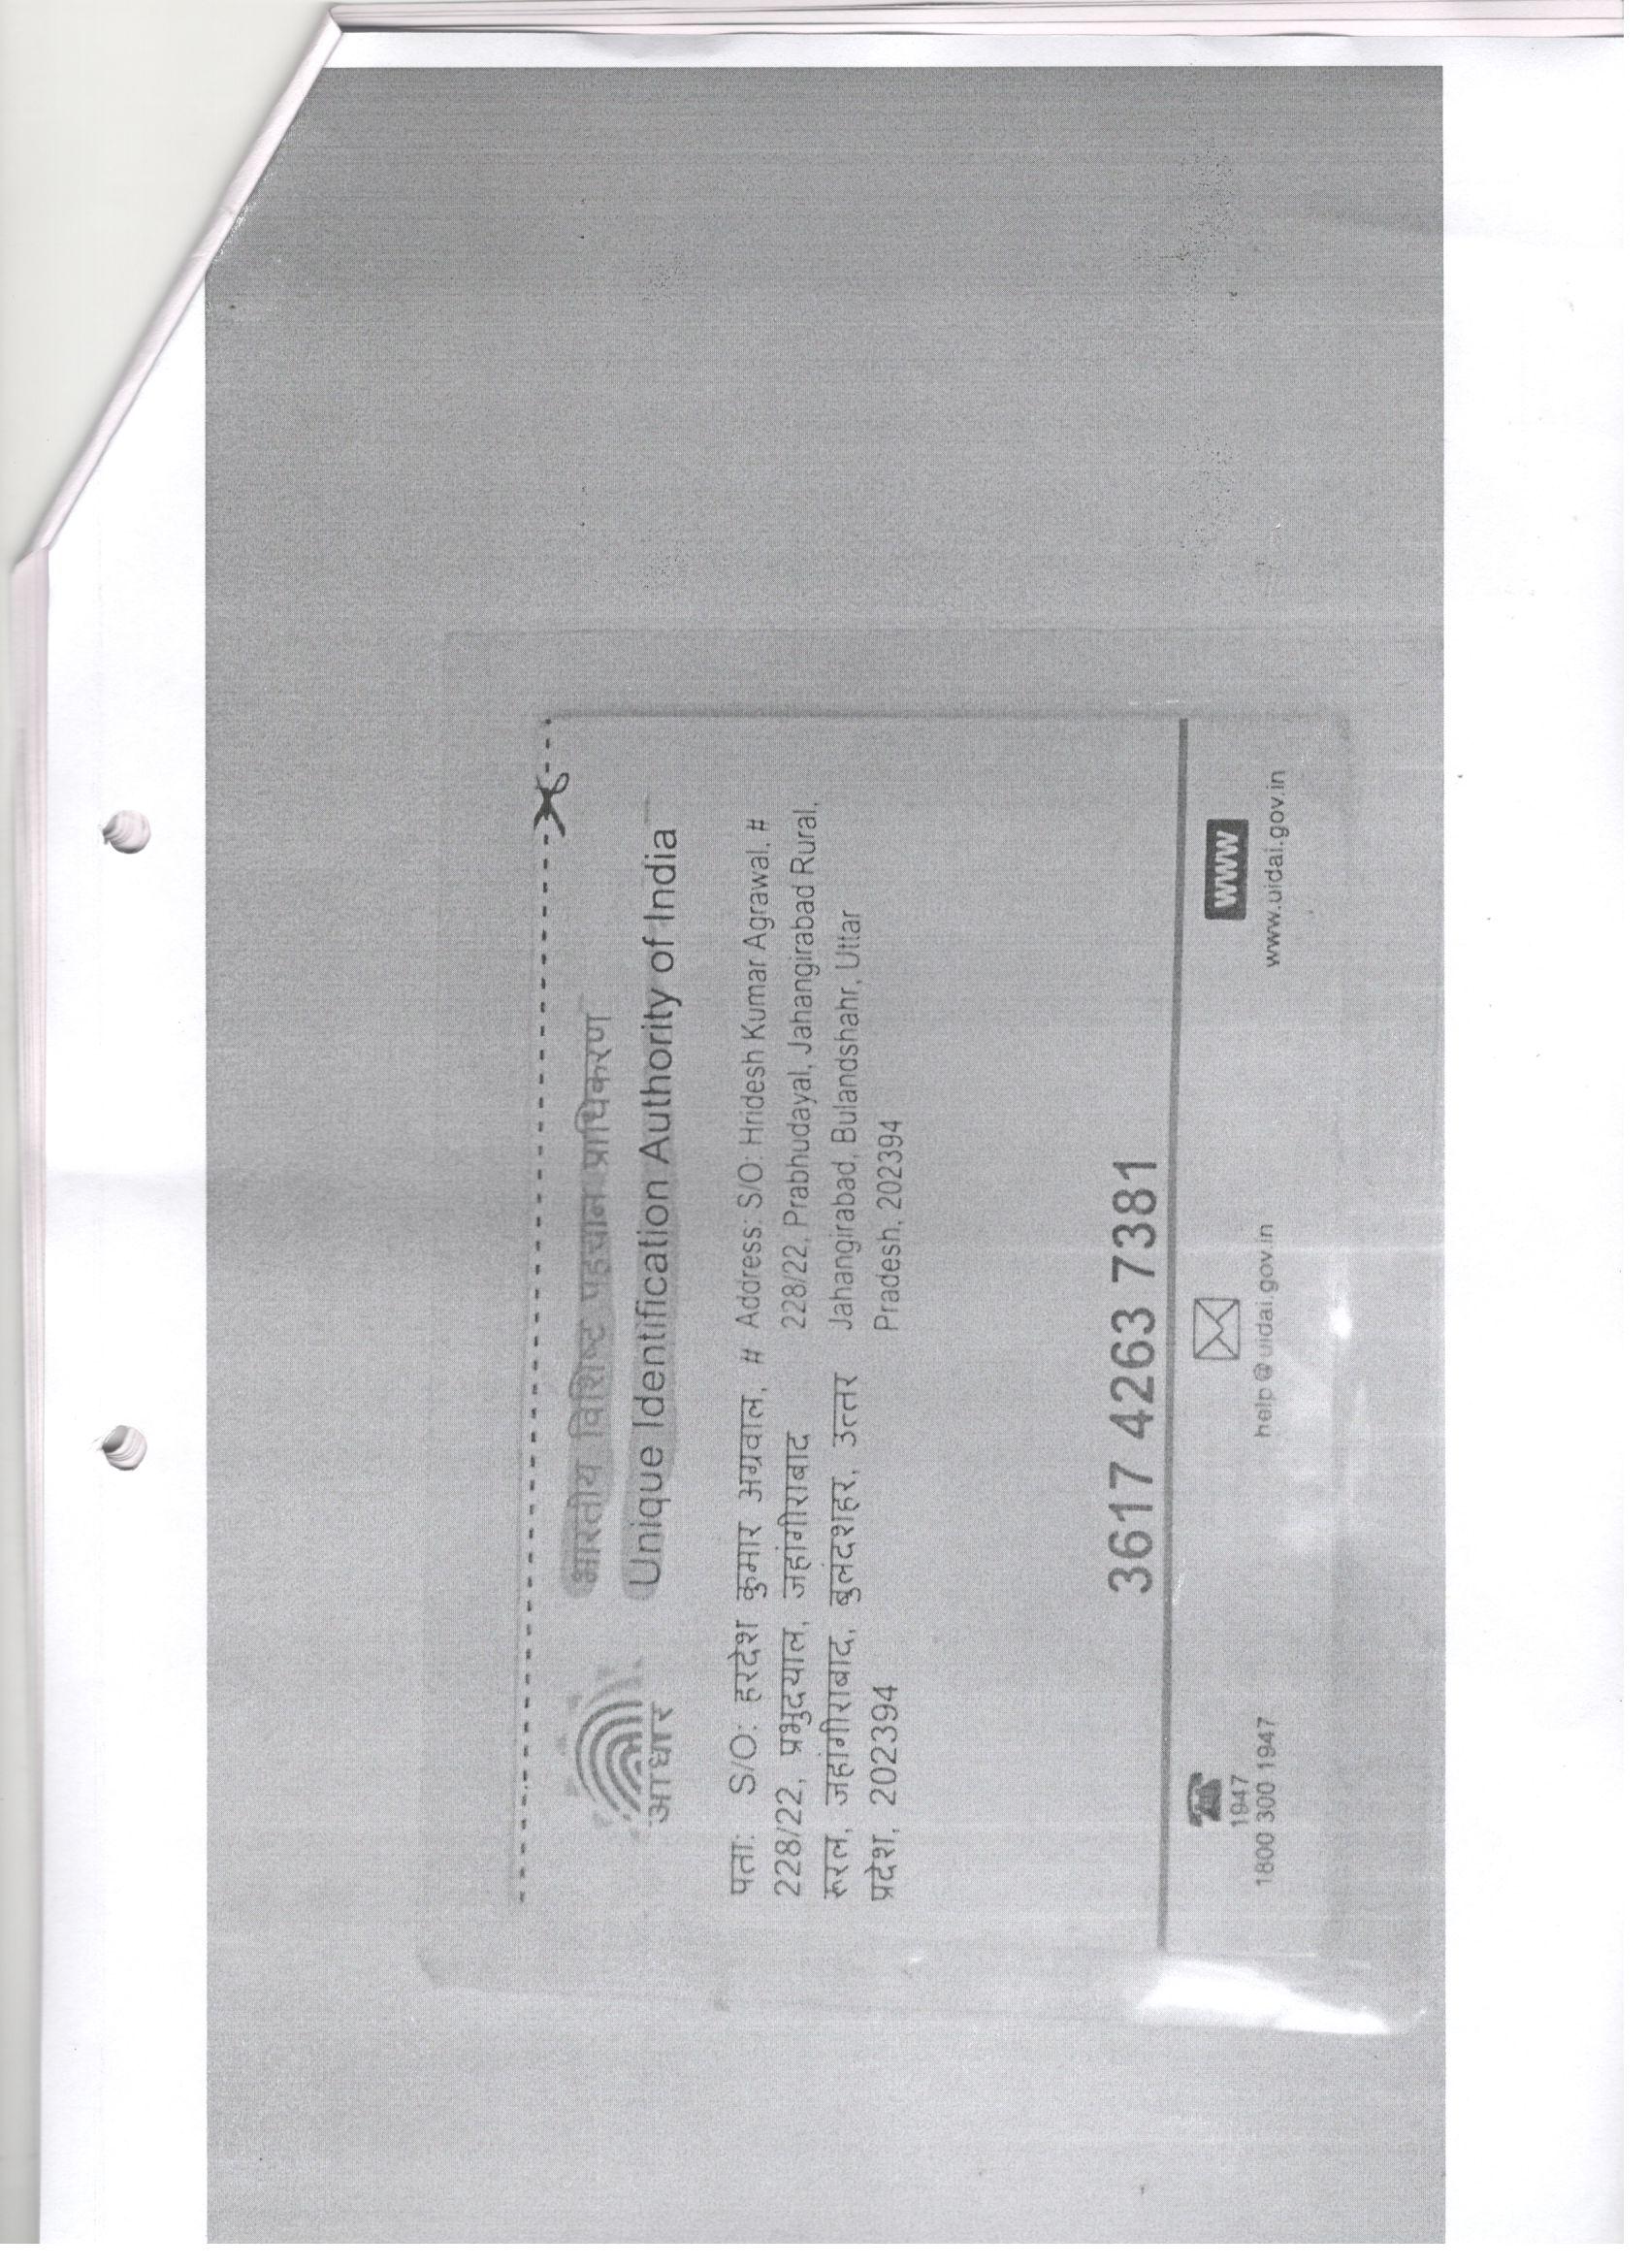 भारतीय विशिष्ट पहचान प्राधिकरण
Unique Identification Authority of India
आधार
पता: S/O: हरदेश कुमार अग्रवाल, #
228/22, प्रभुदयाल, जहांगीराबाद
रूरल, जहांगीराबाद, बुलंदशहर, उत्तर
प्रदेश, 202394
Address: S/O: Hridesh Kumar Agrawal, #
228/22, Prabhudayal, Jahangirabad Rural,
Jahangirabad, Bulandshahr, Uttar
Pradesh, 202394
3617 4263 7381
1947
1800 300 1947
help@uidai.gov.in
www
www.uidai.gov.in